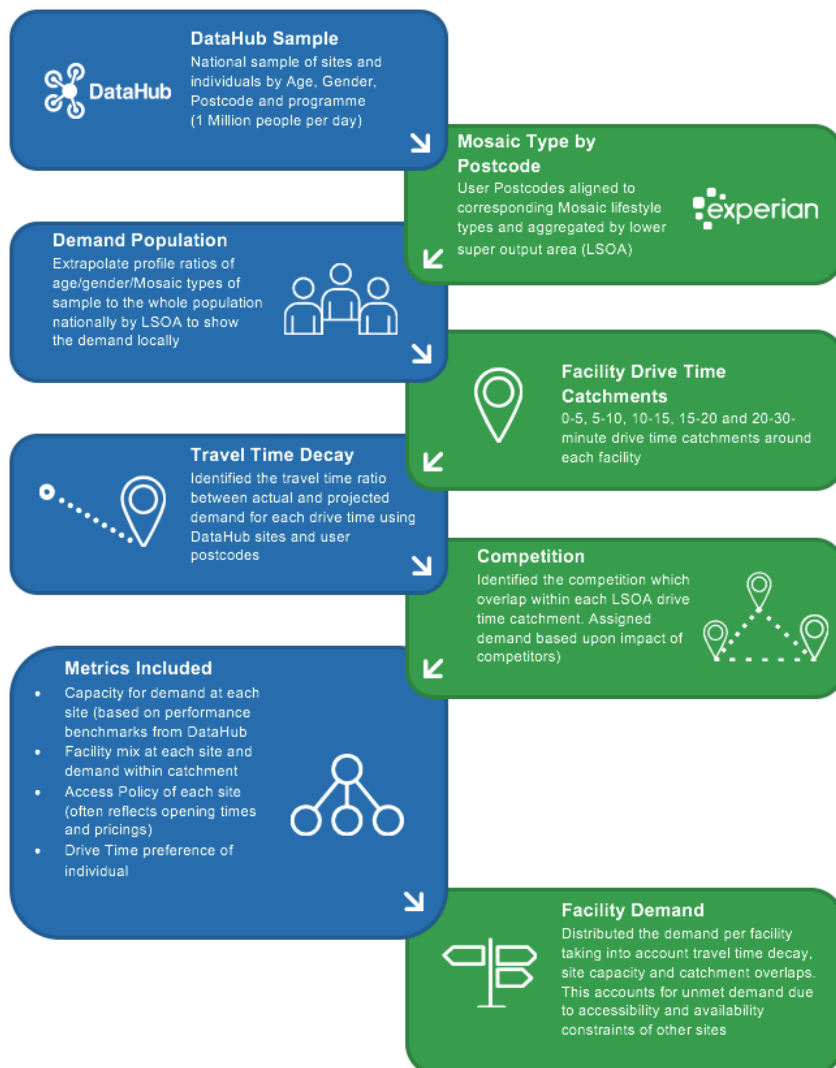 DataHub
DataHub Sample
National sample of sites and
individuals by Age, Gender,
Postcode and programme
(1 Million people per day)
Mosaic Type by
Postcode
User Postcodes aligned to
corresponding Mosaic lifestyle
types and aggregated by lower
super output area (LSOA)
experian
Demand Population
Extrapolate profile ratios of
age/gender/Mosaic types of
sample to the whole population
nationally by LSOA to show
the demand locally
Facility Drive Time
Catchments
0-5, 5-10, 10-15, 15-20 and 20-30-
minute drive time catchments around
each facility
Travel Time Decay
Identified the travel time ratio
between actual and projected
demand for each drive time using
DataHub sites and user
postcodes
Competition
Identified the competition which
overlap within each LSOA drive
time catchment. Assigned
demand based upon impact of
competitors)
Metrics Included
• Capacity for demand at each
site (based on performance
benchmarks from DataHub
• Facility mix at each site and
demand within catchment
• Access Policy of each site
(often reflects opening times
and pricings)
• Drive Time preference of
individual
Facility Demand
Distributed the demand per facility
taking into account travel time decay,
site capacity and catchment overlaps.
This accounts for unmet demand due
to accessibility and availability
constraints of other sites